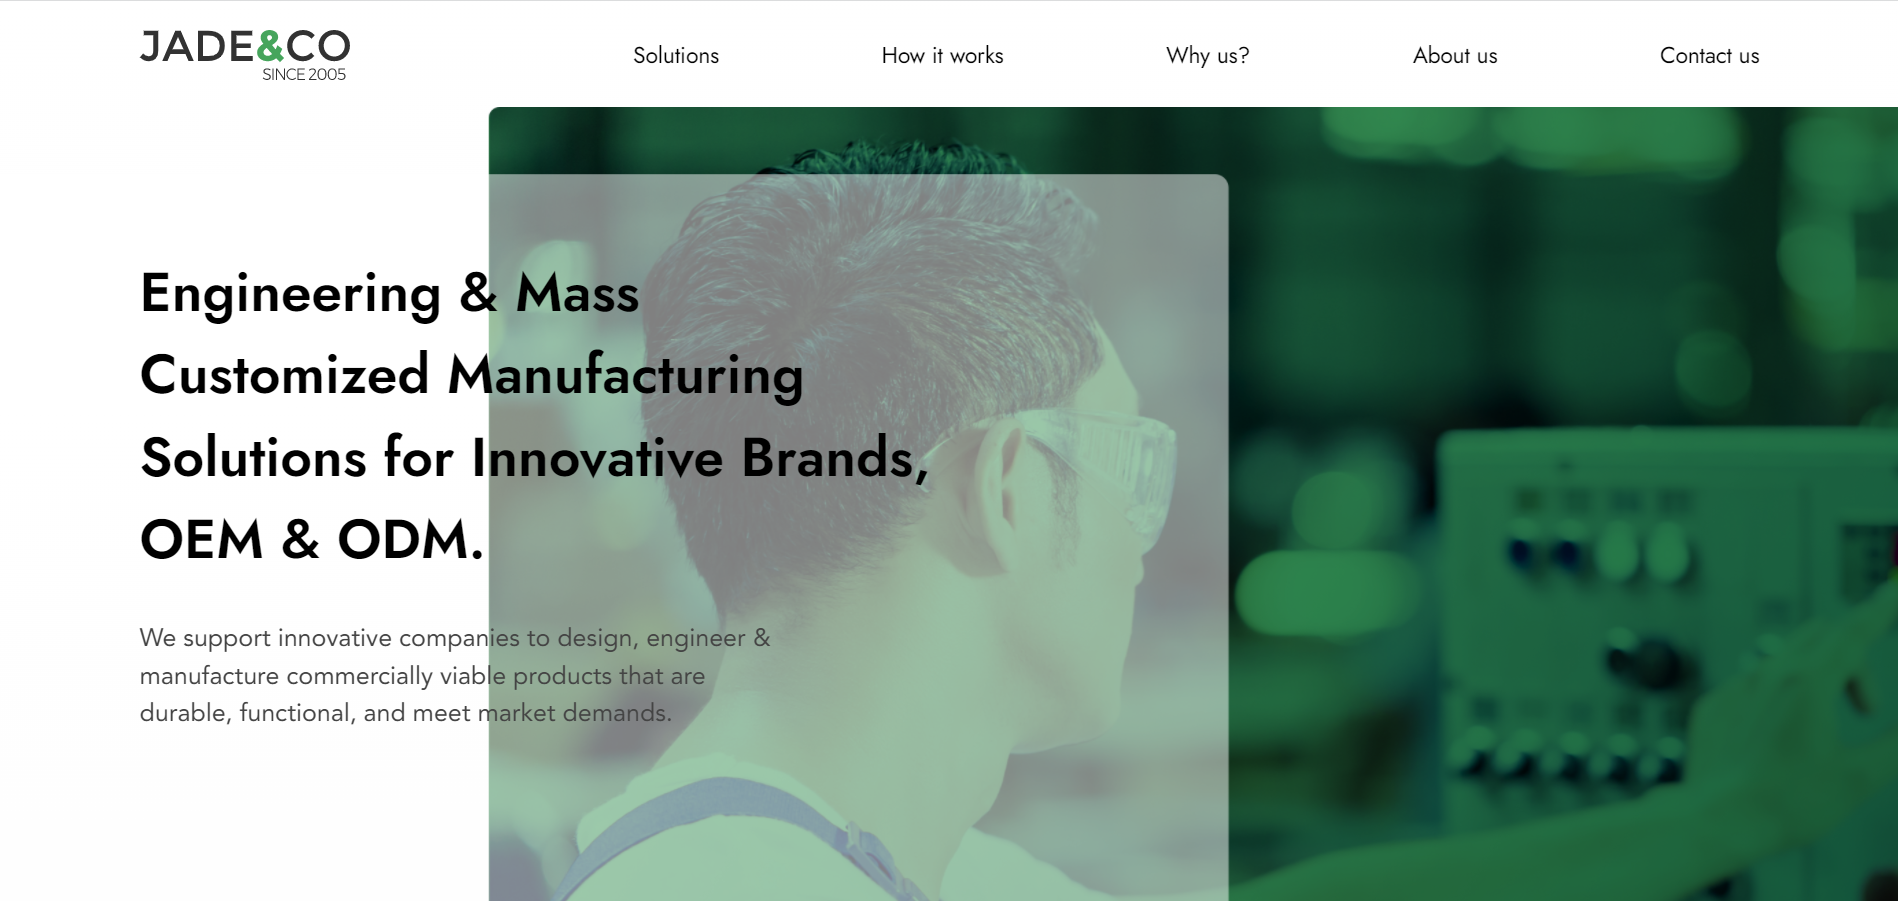 JADE&CO
SINCE 2005
Solutions
How it works
Why us?
About us
Contact us
Engineering & Mass
Customized Manufacturing
Solutions for Innovative Brands,
OEM & ODM.
We support innovative companies to design, engineer &
manufacture commercially viable products that are
durable, functional, and meet market demands.